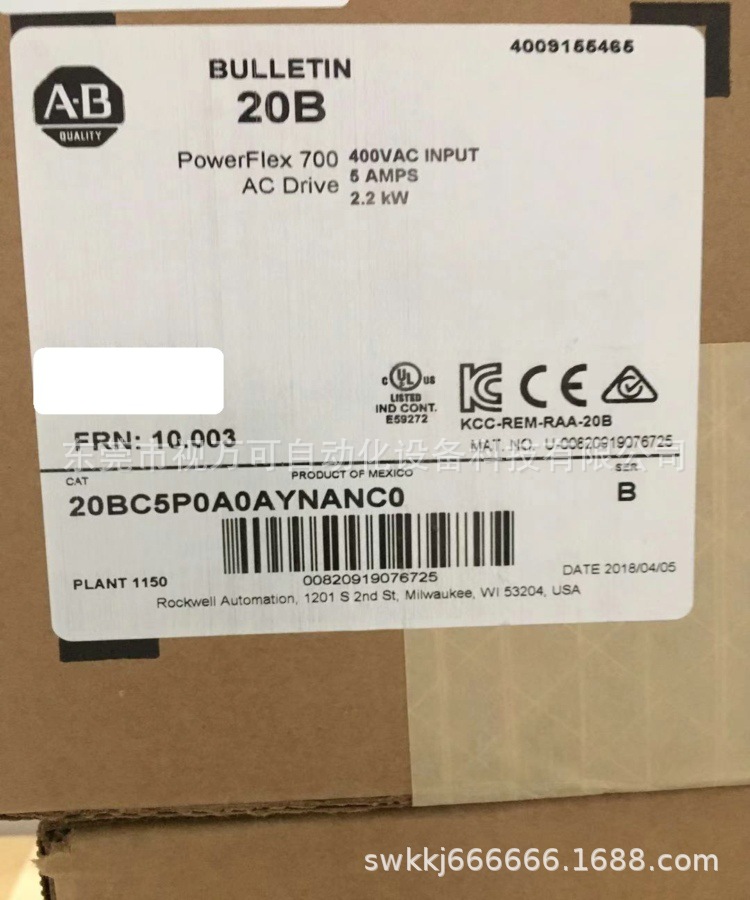 4009155465
A·B
QUALITY
BULLETIN
20B
PowerFlex 700
AC Drive
400VAC INPUT
5 AMPS
2.2 kW
c UL US
LISTED
IND CONT.
E59272
KCC-REM-RAA-20B
FRN: 10.003
MAT. NO. U-00820919076725
东莞市视万可自动化设备科技有限公司
CAT
PRODUCT OF MEXICO
SER
20BC5P0A0AYNANC0
B
PLANT 1150
00820919076725
DATE 2018/04/05
Rockwell Automation, 1201 S 2nd St, Milwaukee, WI 53204, USA
swkkj666666.1688.com